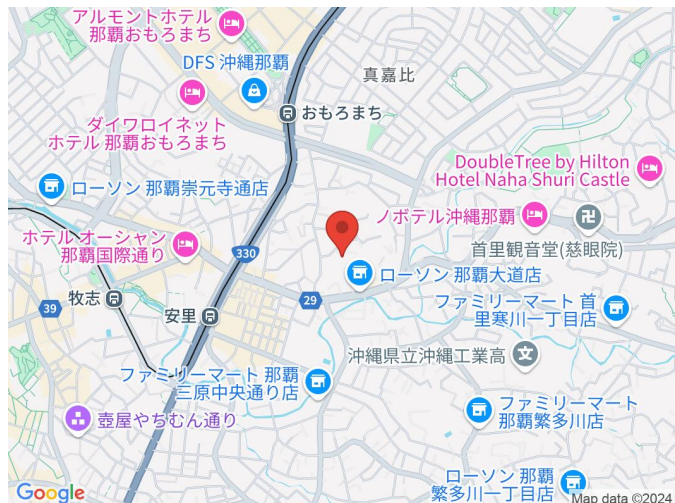 アルモントホテル
那覇おもろまち
DFS 沖縄那覇
真嘉比
おもろまち
ダイワロイネット
ホテル 那覇おもろまち
DoubleTree by Hilton
Hotel Naha Shuri Castle
ローソン 那覇崇元寺通店
ノボテル沖縄那覇
首里観音堂(慈眼院)
ホテル オーシャン
那覇国際通り
330
ローソン 那覇大道店
29
39
牧志
安里
ファミリーマート 首
里寒川一丁目店
沖縄県立沖縄工業高
ファミリーマート 那覇
三原中央通り店
壺屋やちむん通り
ファミリーマート
那覇繁多川店
ローソン 那覇
繁多川一丁目店
Google
Map data ©2024